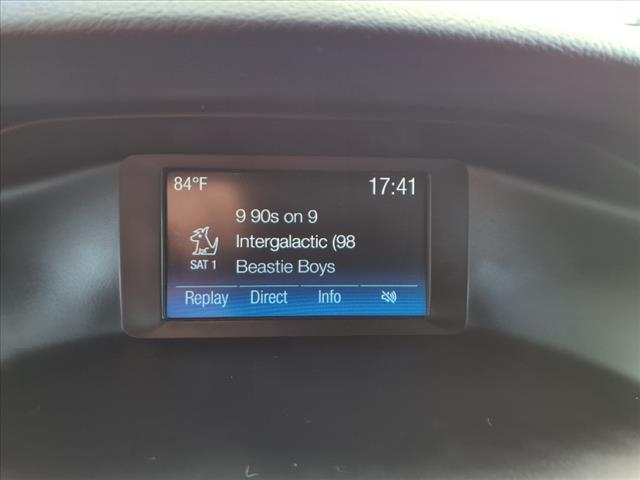 84°F 17:41
9 90s on 9
Intergalactic (98
SAT 1 Beastie Boys
Replay Direct Info